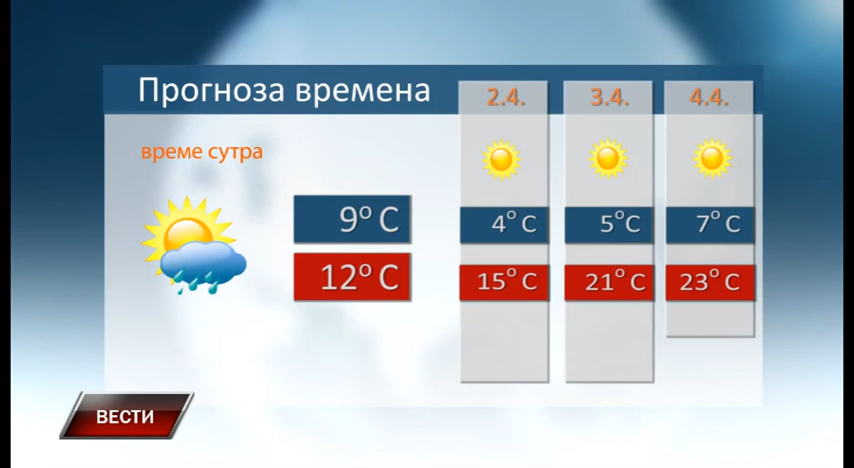 Прогноза времена
2.4.
3.4.
4.4.
време сутра
9° C
4° C
5°C
7° C
12° C
15° C
21° C
23° C
ВЕСТИ